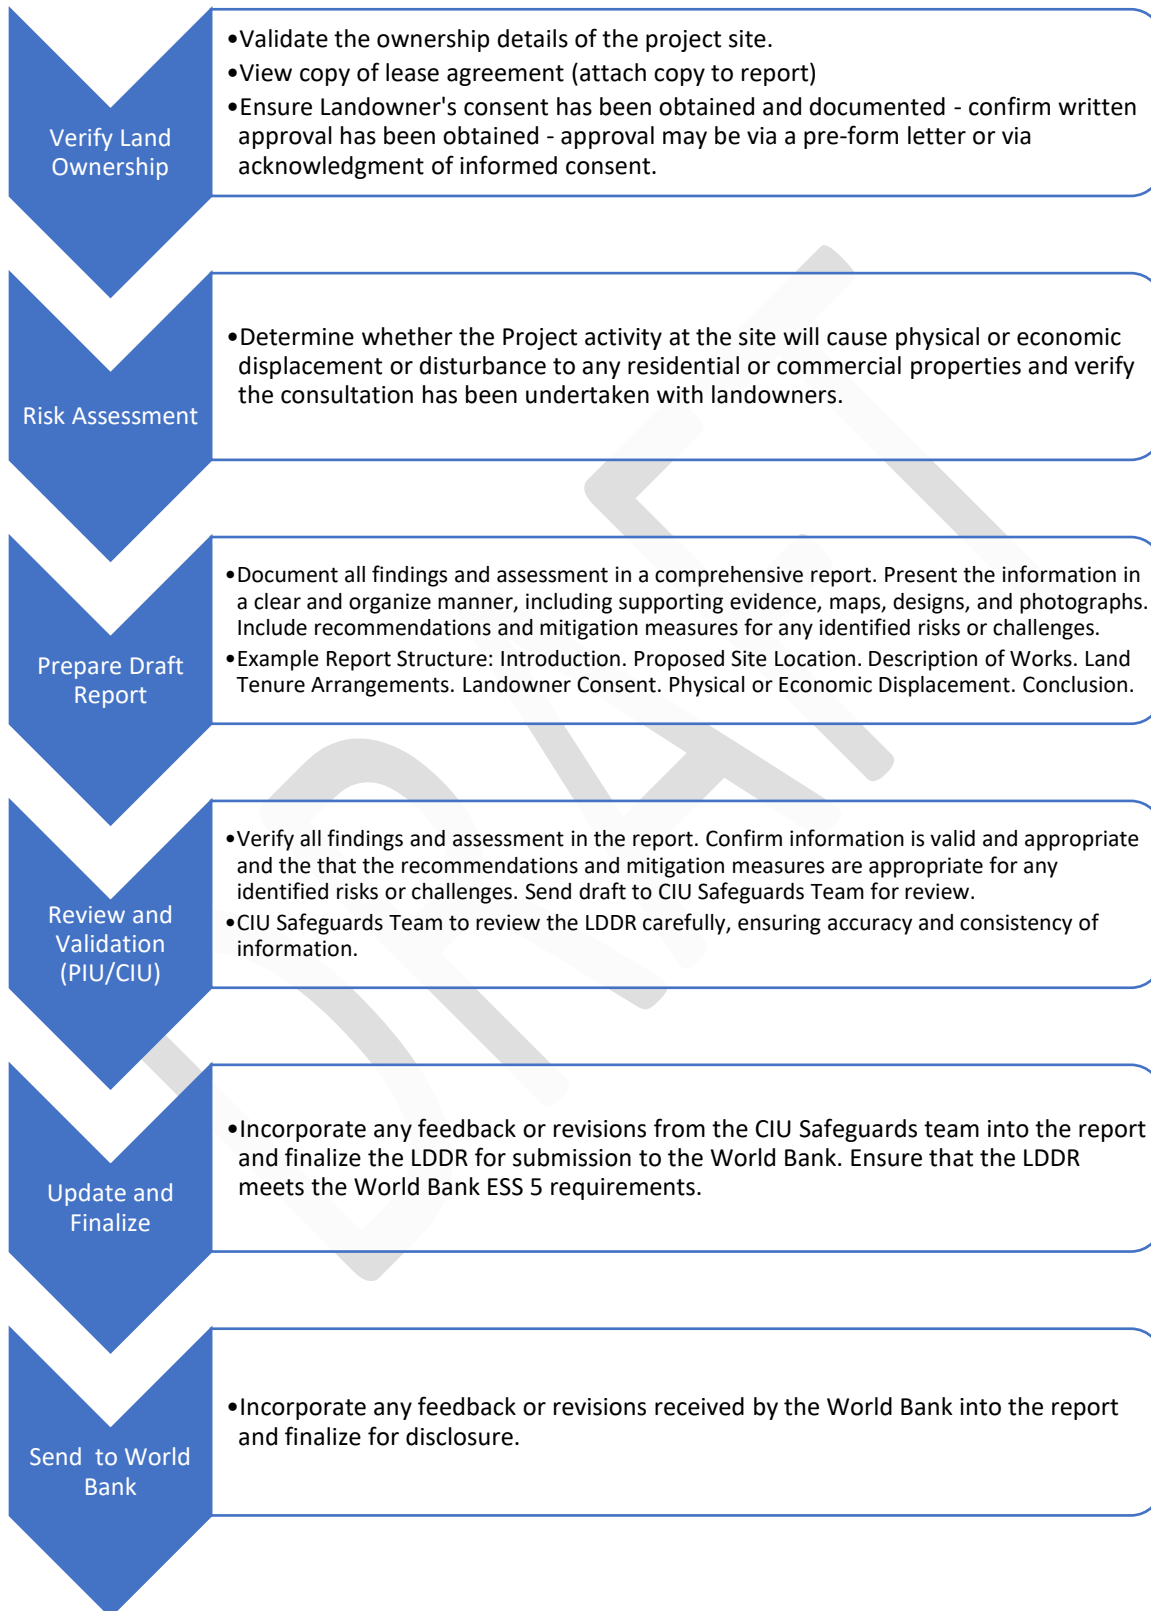 Verify Land
Ownership
•Validate the ownership details of the project site.
•View copy of lease agreement (attach copy to report)
•Ensure Landowner's consent has been obtained and documented - confirm written
approval has been obtained - approval may be via a pre-form letter or via
acknowledgment of informed consent.
Risk Assessment
•Determine whether the Project activity at the site will cause physical or economic
displacement or disturbance to any residential or commercial properties and verify
the consultation has been undertaken with landowners.
Prepare Draft
Report
•Document all findings and assessment in a comprehensive report. Present the information in
a clear and organize manner, including supporting evidence, maps, designs, and photographs.
Include recommendations and mitigation measures for any identified risks or challenges.
•Example Report Structure: Introduction. Proposed Site Location. Description of Works. Land
Tenure Arrangements. Landowner Consent. Physical or Economic Displacement. Conclusion.
Review and
Validation
(PIU/CIU)
•Verify all findings and assessment in the report. Confirm information is valid and appropriate
and the that the recommendations and mitigation measures are appropriate for any
identified risks or challenges. Send draft to CIU Safeguards Team for review.
•CIU Safeguards Team to review the LDDR carefully, ensuring accuracy and consistency of
information.
Update and
Finalize
•Incorporate any feedback or revisions from the CIU Safeguards team into the report
and finalize the LDDR for submission to the World Bank. Ensure that the LDDR
meets the World Bank ESS 5 requirements.
Send  to World
Bank
•Incorporate any feedback or revisions received by the World Bank into the report
and finalize for disclosure.
DRAFT